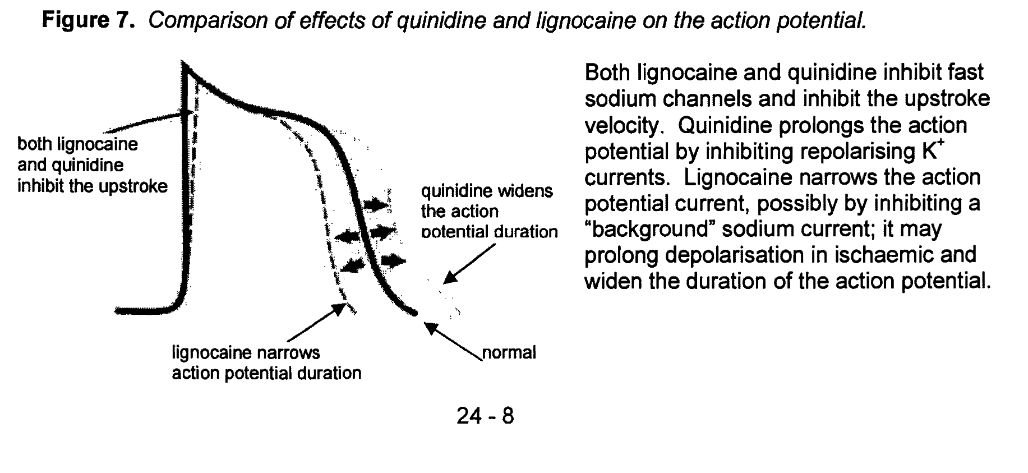 Figure 7. Comparison of effects of quinidine and lignocaine on the action potential.
both lignocaine
and quinidine
inhibit the upstroke
quinidine widens
the action
potential duration
lignocaine narrows
action potential duration
normal
Both lignocaine and quinidine inhibit fast
sodium channels and inhibit the upstroke
velocity. Quinidine prolongs the action
potential by inhibiting repolarising K+
currents. Lignocaine narrows the action
potential current, possibly by inhibiting a
"background" sodium current; it may
prolong depolarisation in ischaemic and
widen the duration of the action potential.
24 - 8